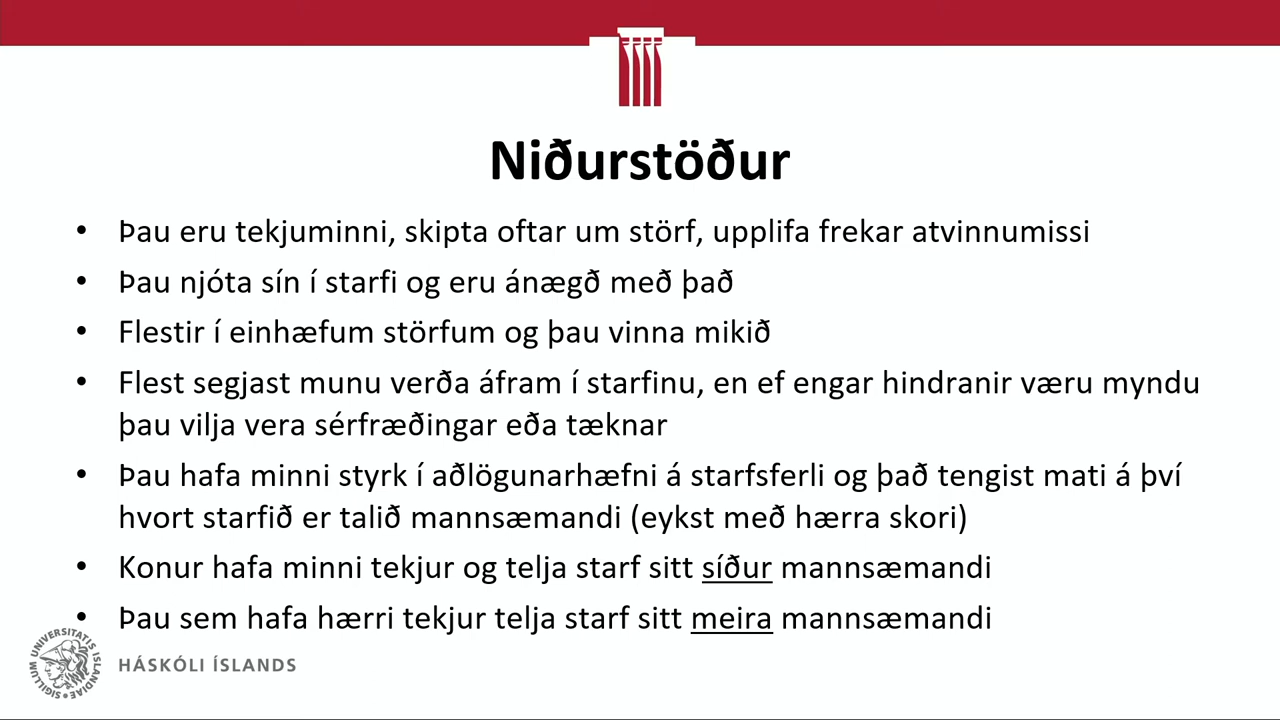 Niðurstöður
• Þau eru tekjuminni, skipta oftar um störf, upplifa frekar atvinnumissi
• Þau njóta sín í starfi og eru ánægð með það
• Flestir í einhæfum störfum og þau vinna mikið
• Flest segjast munu verða áfram í starfinu, en ef engar hindranir væru myndu
þau vilja vera sérfræðingar eða tæknar
• Þau hafa minni styrk í aðlögunarhæfni á starfsferli og það tengist mati á því
hvort starfið er talið mannsæmandi (eykst með hærra skori)
• Konur hafa minni tekjur og telja starf sitt síður mannsæmandi
• Þau sem hafa hærri tekjur telja starf sitt meira mannsæmandi
SIGILLUM UNIVERSITATIS ISLANDIAE
HÁSKÓLI ÍSLANDS